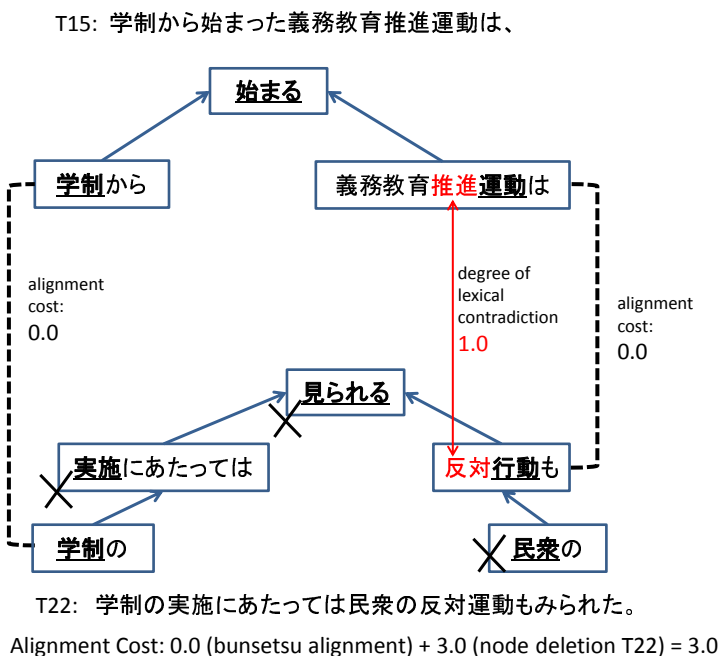 T15: 学制から始まった義務教育推進運動は、
始まる
学制から
義務教育推進運動は
alignment
cost:
0.0
degree of
lexical
contradiction
1.0
alignment
cost:
0.0
見られる
実施にあたっては
反対行動も
学制の
民衆の
T22: 学制の実施にあたっては民衆の反対運動もみられた。
Alignment Cost: 0.0 (bunsetsu alignment) + 3.0 (node deletion T22) = 3.0